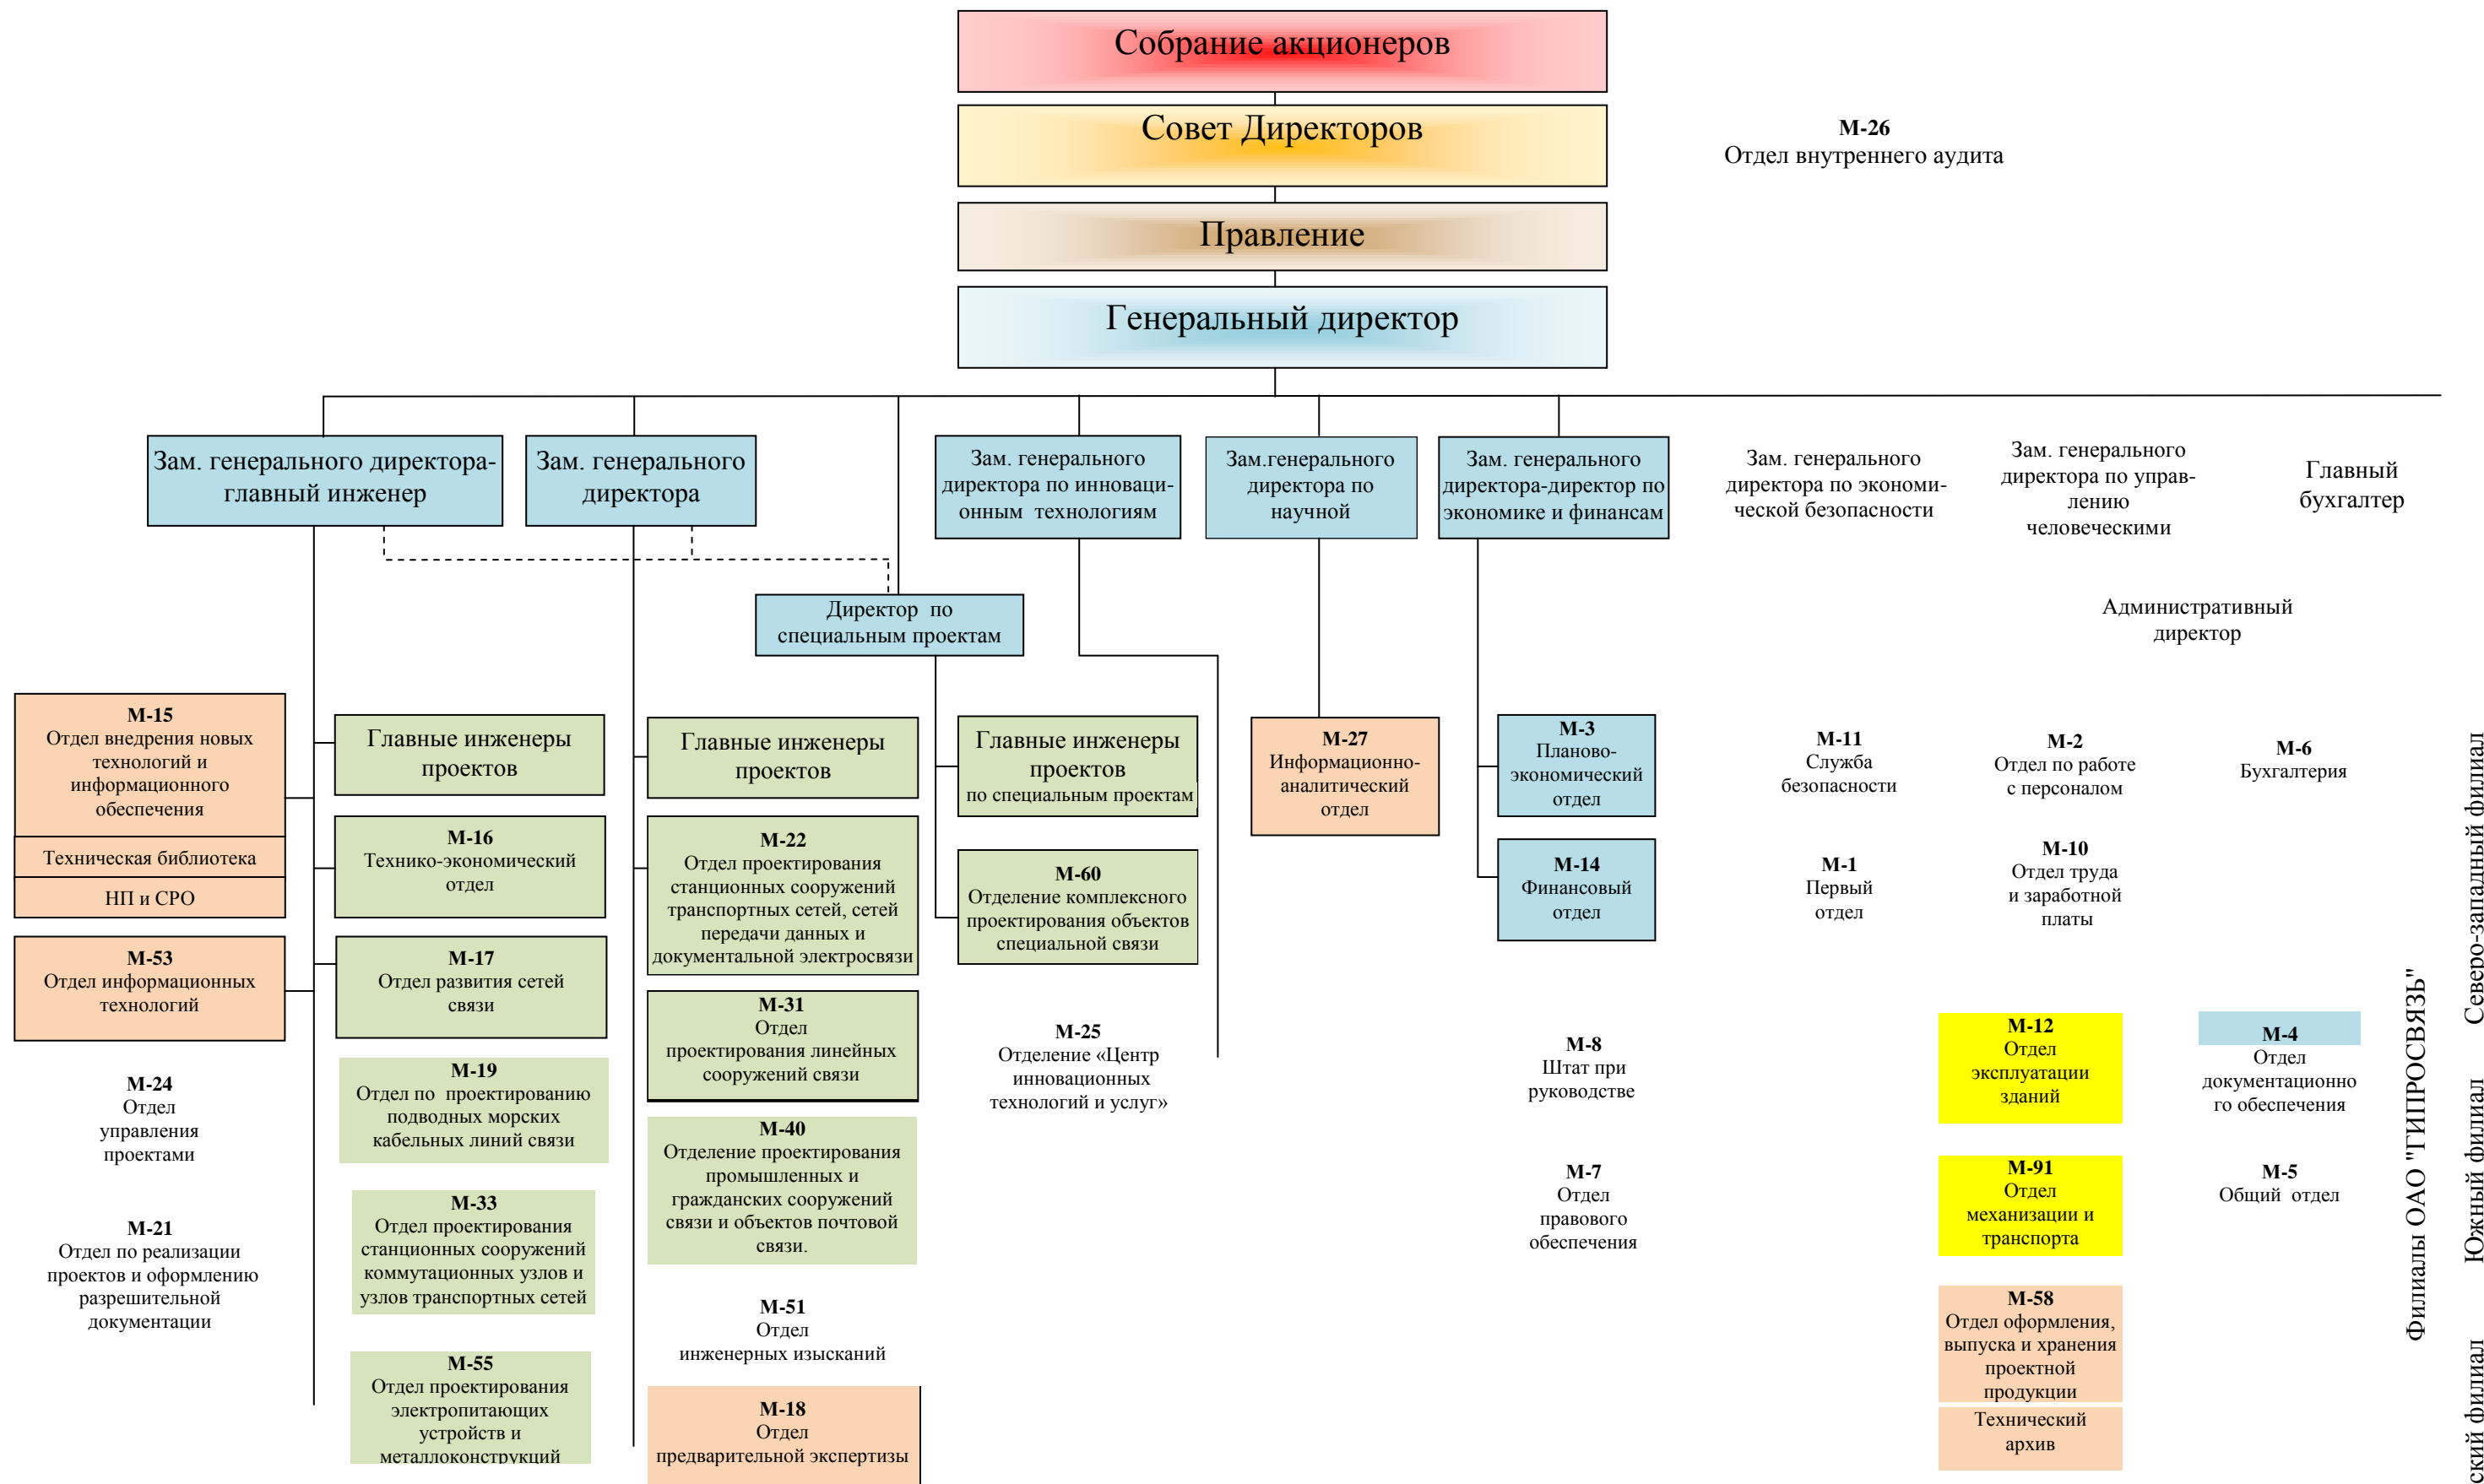 Собрание акционеров
Совет Директоров
М-26
Отдел внутреннего аудита
Правление
Генеральный директор
Зам. генерального директора-
главный инженер
Зам. генерального
директора
Зам. генерального
директора по инноваци-
онным технологиям
Зам.генерального
директора по
научной
Зам. генерального
директора-директор по
экономике и финансам
Зам. генерального
директора по экономи-
ческой безопасности
Зам. генерального
директора по управ-
лению
человеческими
Главный
бухгалтер
Директор по
специальным проектам
Административный
директор
М-15
Отдел внедрения новых
технологий и
информационного
обеспечения
Техническая библиотека
НП и СРО
М-53
Отдел информационных
технологий
М-24
Отдел
управления
проектами
М-21
Отдел по реализации
проектов и оформлению
разрешительной
документации
Главные инженеры
проектов
М-16
Технико-экономический
отдел
М-17
Отдел развития сетей
связи
М-19
Отдел по проектированию
подводных морских
кабельных линий связи
М-33
Отдел проектирования
станционных сооружений
коммутационных узлов и
узлов транспортных сетей
М-55
Отдел проектирования
электропитающих
устройств и
металлоконструкций
Главные инженеры
проектов
М-22
Отдел проектирования
станционных сооружений
транспортных сетей, сетей
передачи данных и
документальной электросвязи
М-31
Отдел
проектирования линейных
сооружений связи
М-40
Отделение проектирования
промышленных и
гражданских сооружений
связи и объектов почтовой
связи.
М-51
Отдел
инженерных изысканий
М-18
Отдел
предварительной экспертизы
Главные инженеры
проектов
по специальным проектам
М-60
Отделение комплексного
проектирования объектов
специальной связи
М-25
Отделение «Центр
инновационных
технологий и услуг»
М-27
Информационно-
аналитический
отдел
М-3
Планово-
экономический
отдел
М-14
Финансовый
отдел
М-8
Штат при
руководстве
М-7
Отдел
правового
обеспечения
М-11
Служба
безопасности
М-1
Первый
отдел
М-2
Отдел по работе
с персоналом
М-10
Отдел труда
и заработной
платы
М-12
Отдел
эксплуатации
зданий
М-91
Отдел
механизации и
транспорта
М-58
Отдел оформления,
выпуска и хранения
проектной
продукции
Технический
архив
М-6
Бухгалтерия
М-4
Отдел
документационно
го обеспечения
М-5
Общий отдел
Филиалы ОАО "ГИПРОСВЯЗЬ"
Северо-западный филиал
Южный филиал
ский филиал